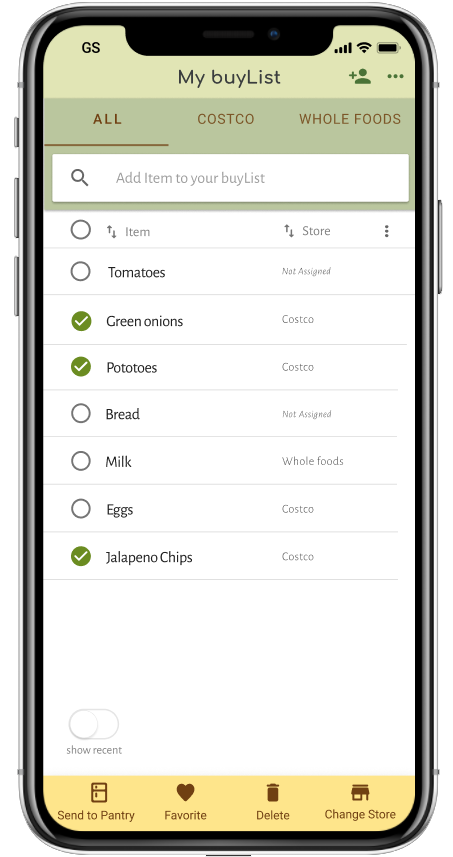 GS
My buyList
ALL COSTCO WHOLE FOODS
Add Item to your buyList
Item Store
Tomatoes Not Assigned
Green onions Costco
Pototoes Costco
Bread Not Assigned
Milk Whole foods
Eggs Costco
Jalapeno Chips Costco
show recent
Send to Pantry Favorite Delete Change Store